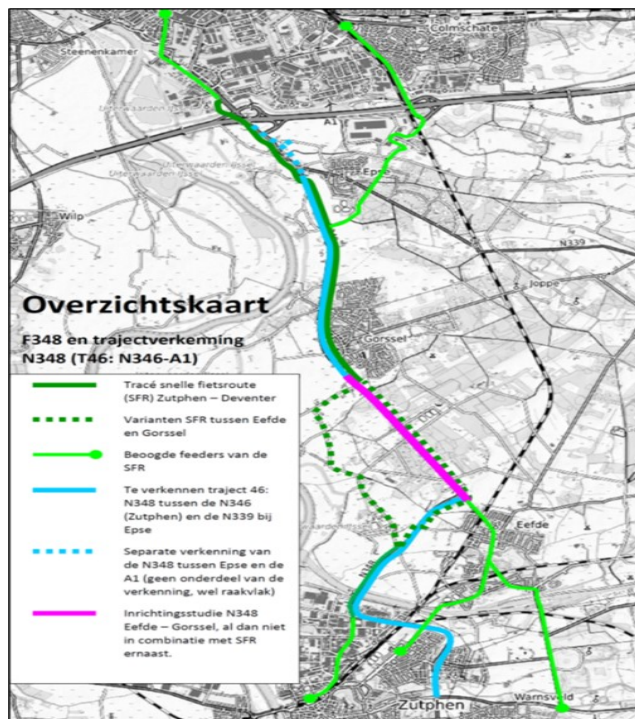 Colmschate
Steenenkamer
A1
Epse
Wilp
N339
Joppe
Overzichtskaart
F348 en trajectverkenning
N348 (T46: N346-A1)
Gorssel
Tracé snelle fietsroute
(SFR) Zutphen – Deventer
Varianten SFR tussen Eefde
en Gorssel
Beoogde feeders van de
SFR
Te verkennen traject 46:
N348 tussen de N346
(Zutphen) en de N339 bij
Epse
Eefde
Separate verkenning van
de N348 tussen Epse en de
A1 (geen onderdeel van de
verkenning, wel raakvlak)
Inrichtingsstudie N348
Eefde – Gorssel, al dan niet
in combinatie met SFR
ernaast.
Warnsveld
Zutphen